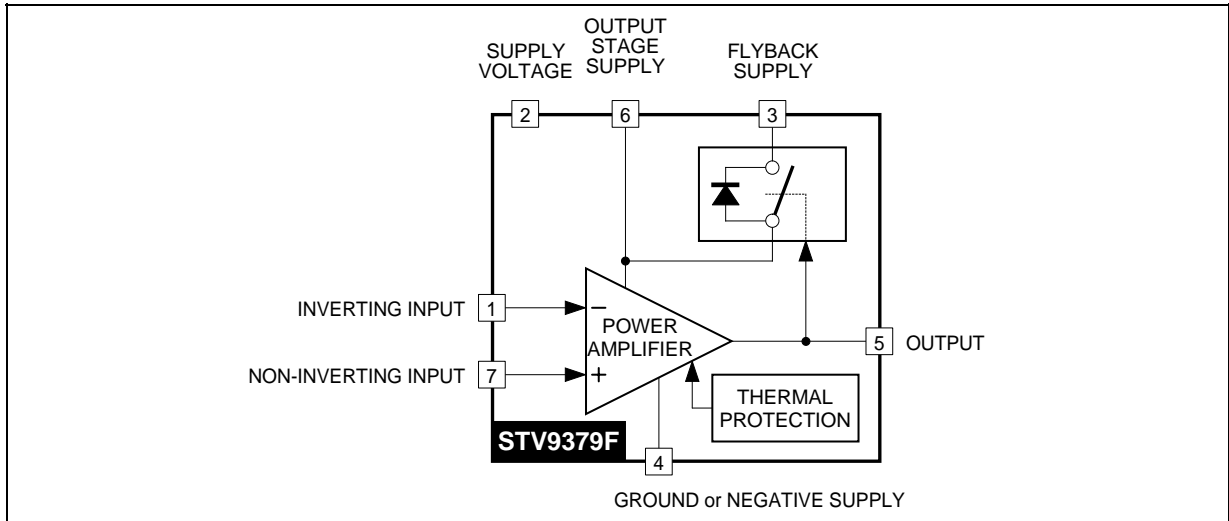 OUTPUT
STAGE
SUPPLY
SUPPLY
VOLTAGE
FLYBACK
SUPPLY
2
6
3
INVERTING INPUT
1
−
POWER
AMPLIFIER
5
OUTPUT
NON-INVERTING INPUT
7
+
THERMAL
PROTECTION
STV9379F
4
GROUND or NEGATIVE SUPPLY